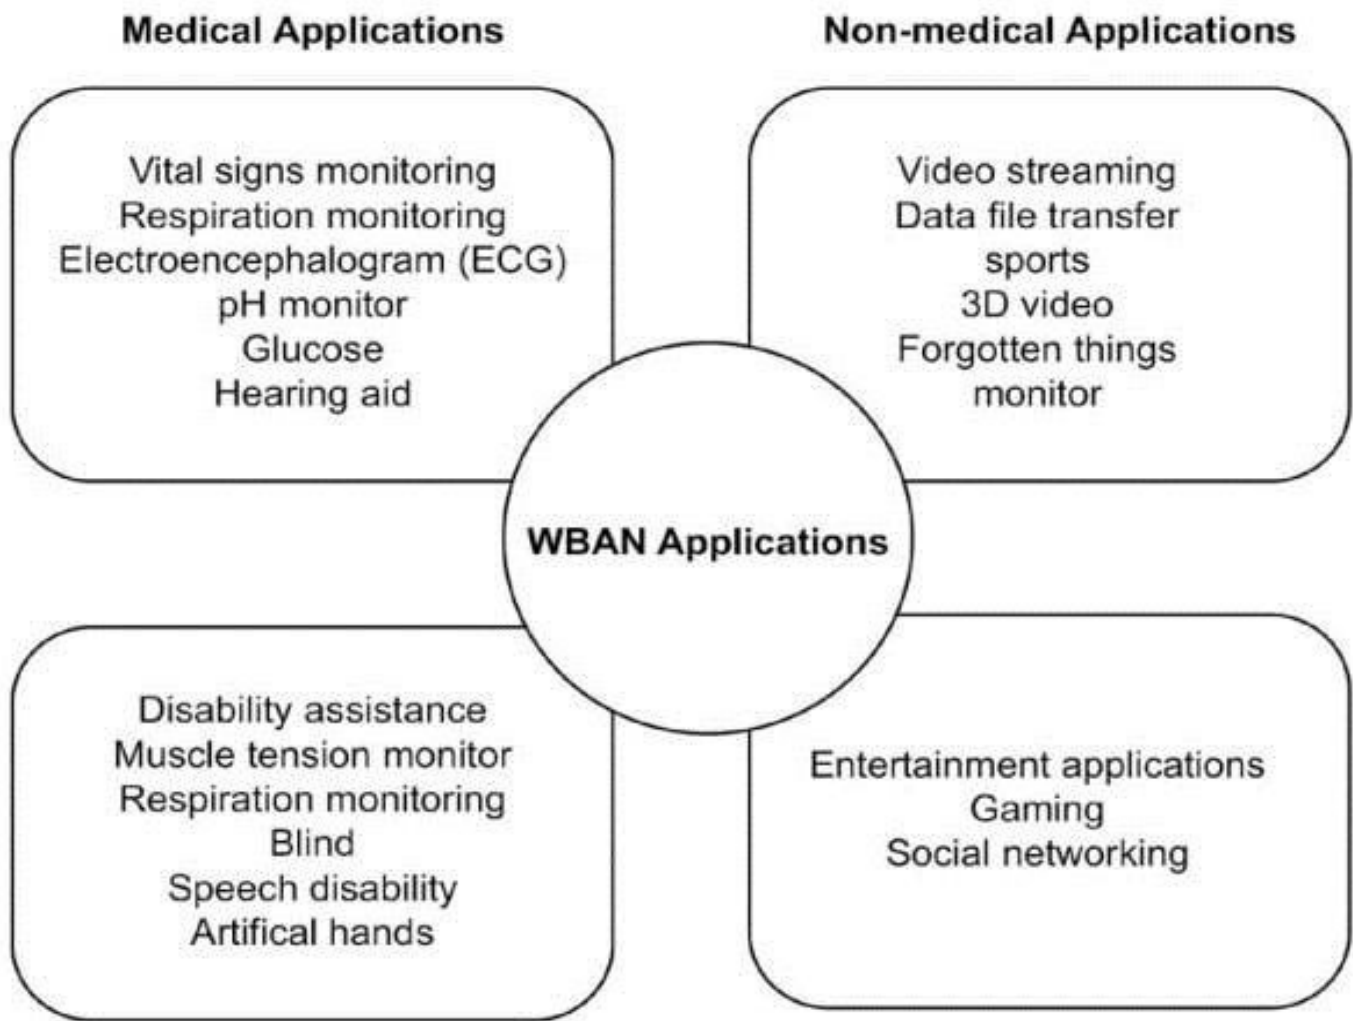 Medical Applications
Non-medical Applications
Vital signs monitoring
Respiration monitoring
Electroencephalogram (ECG)
pH monitor
Glucose
Hearing aid
Video streaming
Data file transfer
sports
3D video
Forgotten things
monitor
WBAN Applications
Disability assistance
Muscle tension monitor
Respiration monitoring
Blind
Speech disability
Artifical hands
Entertainment applications
Gaming
Social networking